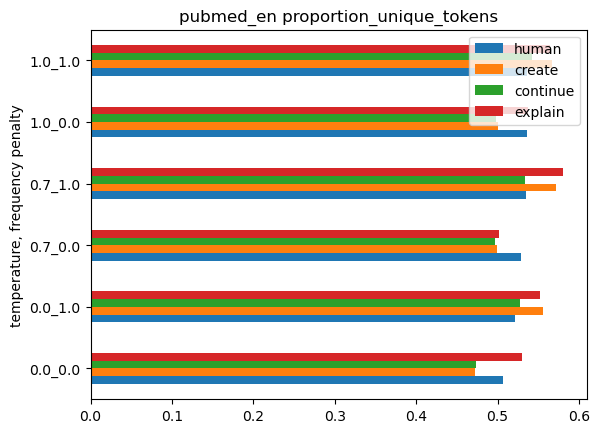 pubmed_en proportion_unique_tokens
human
create
continue
explain
temperature, frequency penalty
1.0_1.0
1.0_0.0
0.7_1.0
0.7_0.0
0.0_1.0
0.0_0.0
0.0 0.1 0.2 0.3 0.4 0.5 0.6